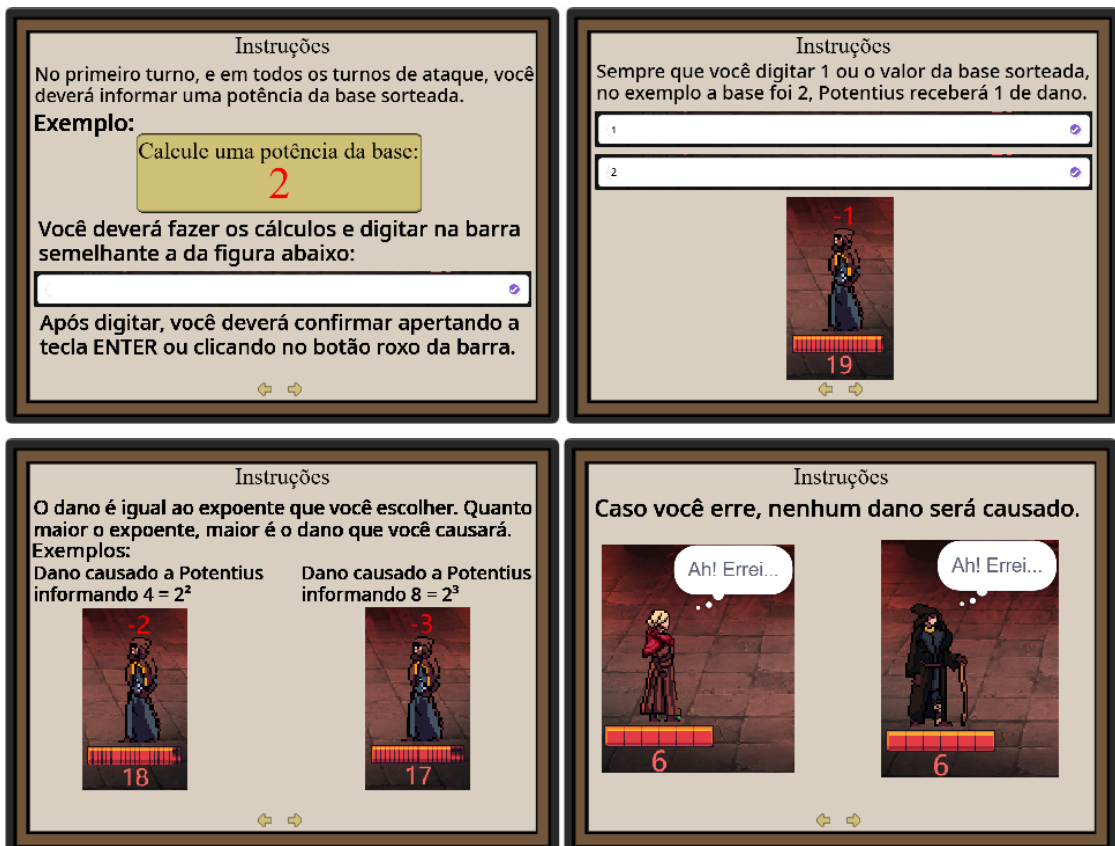 Instruções
No primeiro turno, e em todos os turnos de ataque, você
deverá informar uma potência da base sorteada.
Exemplo:
Calcule uma potência da base:
2
Você deverá fazer os cálculos e digitar na barra
semelhante a da figura abaixo:
Após digitar, você deverá confirmar apertando a
tecla ENTER ou clicando no botão roxo da barra.
Instruções
Sempre que você digitar 1 ou o valor da base sorteada,
no exemplo a base foi 2, Potentius receberá 1 de dano.
1
2
-1
19
Instruções
O dano é igual ao expoente que você escolher. Quanto
maior o expoente, maior é o dano que você causará.
Exemplos:
Dano causado a Potentius
informando 4 = 2²
-2
18
Dano causado a Potentius
informando 8 = 2³
-3
17
Instruções
Caso você erre, nenhum dano será causado.
Ah! Errei...
6
Ah! Errei...
6